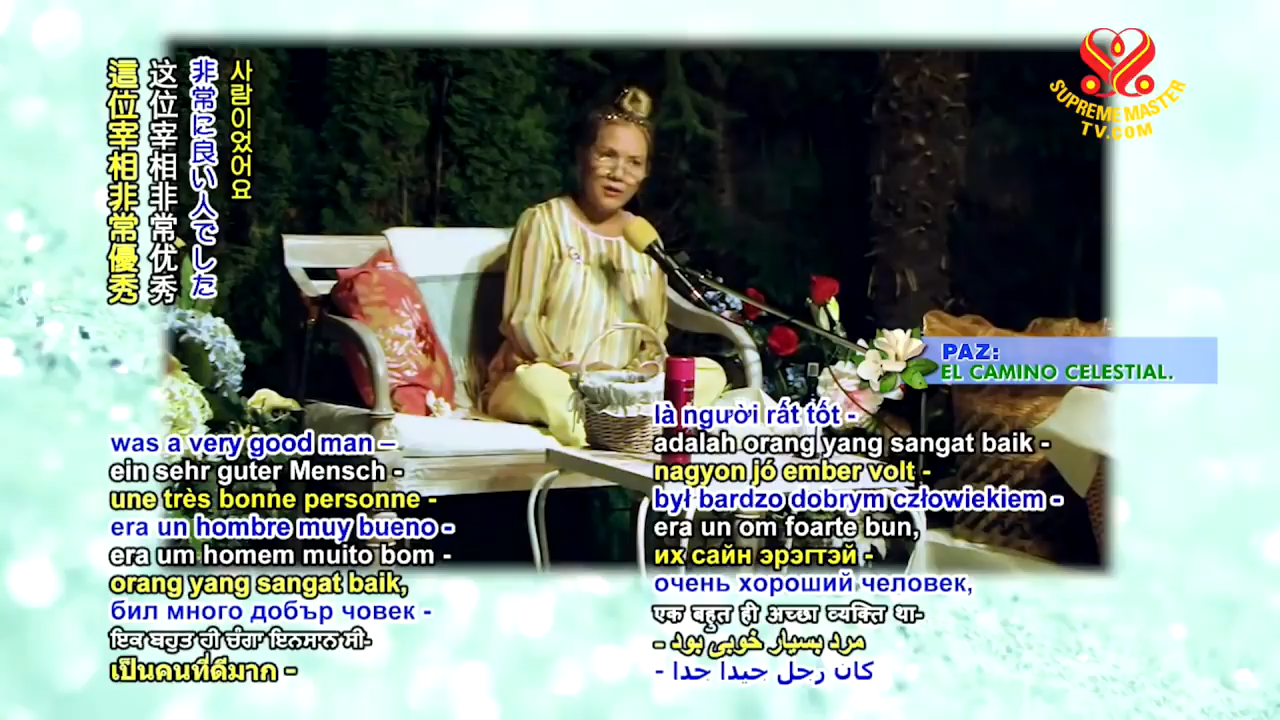 사람이었어요
非常に良い人でした
这位宰相非常优秀
這位宰相非常優秀
SUPREME MASTER
TV.COM
PAZ:
EL CAMINO CELESTIAL.
was a very good man –
ein sehr guter Mensch -
une très bonne personne -
era un hombre muy bueno -
era um homem muito bom -
orang yang sangat baik,
бил много добър човек -
ਇਕ ਬਹੁਤ ਹੀ ਚੰਗਾ ਇਨਸਾਨ ਸੀ-
เป็นคนที่ดีมาก -
là người rất tốt -
adalah orang yang sangat baik -
nagyon jó ember volt -
był bardzo dobrym człowiekiem -
era un om foarte bun,
их сайн эрэгтэй -
очень хороший человек,
एक बहुत ही अच्छा व्यक्ति था-
مرد بسیار خوبی بود -
كان رجل جيدا جدا -